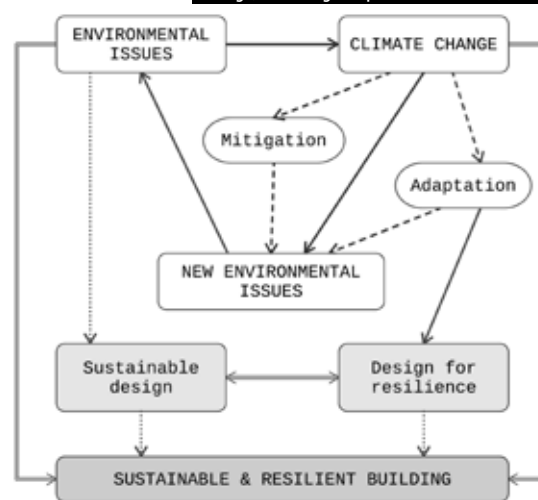 ENVIRONMENTAL
ISSUES
CLIMATE CHANGE
Mitigation
Adaptation
NEW ENVIRONMENTAL
ISSUES
Sustainable
design
Design for
resilience
SUSTAINABLE & RESILIENT BUILDING